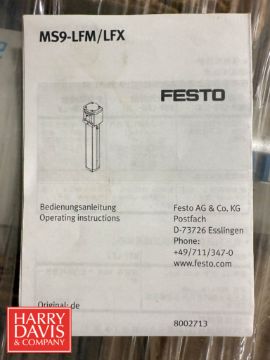 MS9-LFM/LFX
FESTO
Bedienungsanleitung
Operating instructions
Festo AG & Co. KG
Postfach
D-73726 Esslingen
Phone:
+49/711/347-0
www.festo.com
Original: de
8002713
HARRY
DAVIS
& COMPANY